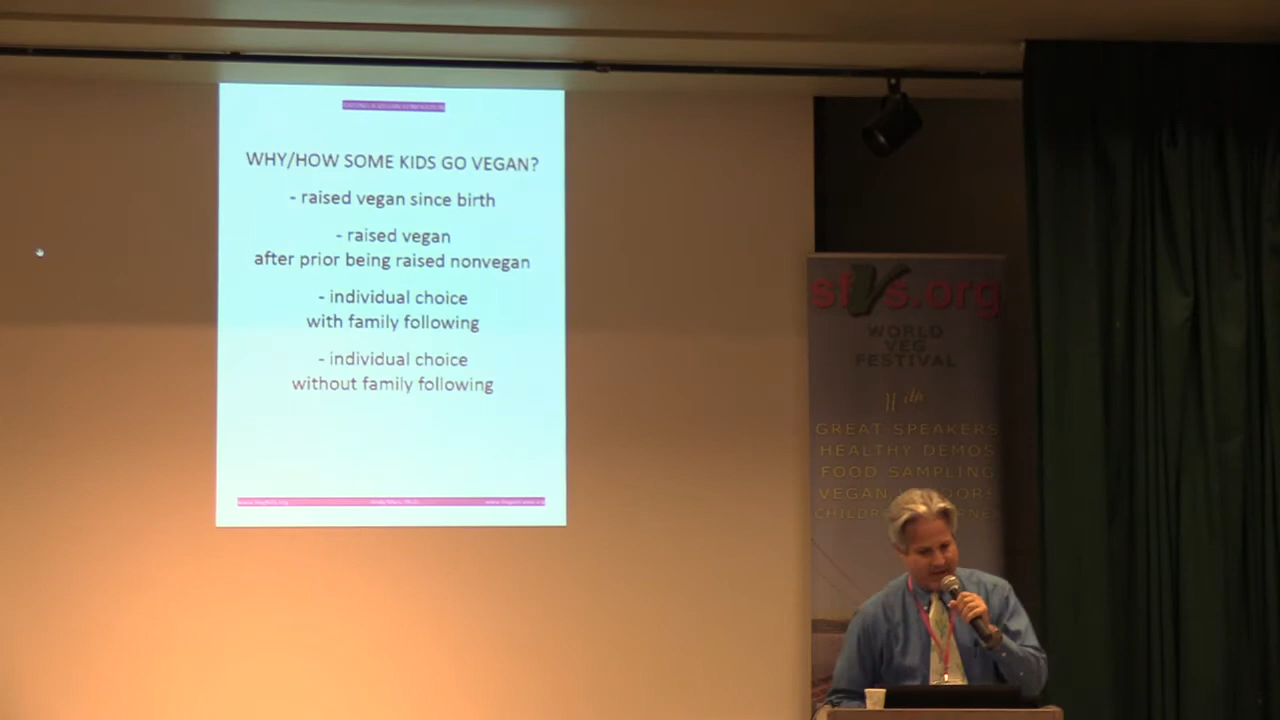 WHY/HOW SOME KIDS GO VEGAN?
- raised vegan since birth
- raised vegan
after prior being raised nonvegan
- individual choice
with family following
- individual choice
without family following
sfvs.org
WORLD
VEG
FESTIVAL
GREAT SPEAKERS
HEALTHY DEMOS
FOOD SAMPLING
VEGAN